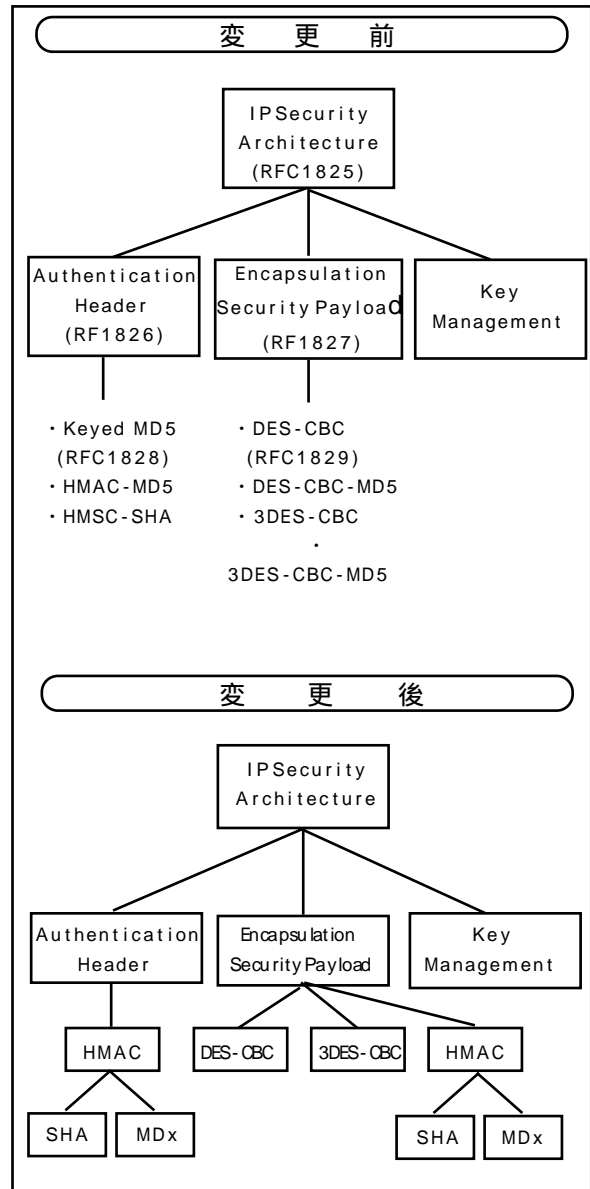 変 更 前
IPSecurity
Architecture
(RFC1825)
Authentication
Header
(RF1826)
Encapsulation
Security Payload
(RF1827)
Key
Management
・Keyed MD5
(RFC1828)
・HMAC-MD5
・HMSC-SHA
・DES-CBC
(RFC1829)
・DES-CBC-MD5
・3DES-CBC
・
3DES-CBC-MD5
変 更 後
IPSecurity
Architecture
Authentication
Header
Encapsulation
Security Payload
Key
Management
HMAC
DES-CBC
3DES-CBC
HMAC
SHA
MDx
SHA
MDx